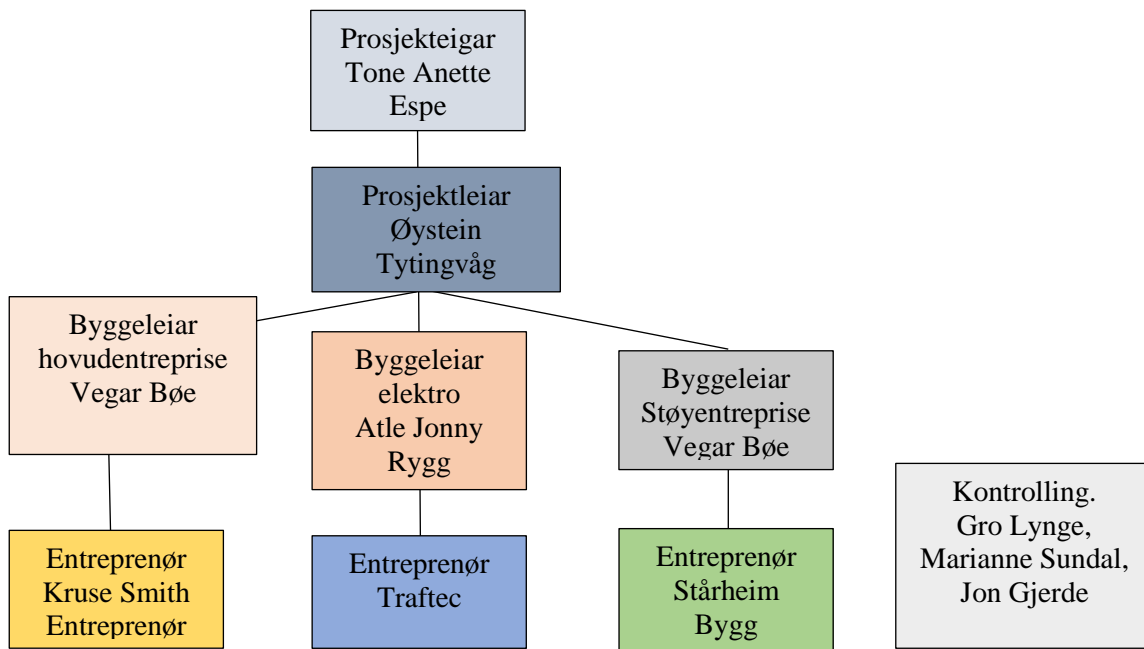 Prosjekteigar
Tone Anette
Espe
Prosjektleiar
Øystein
Tytingvåg
Byggeleiar
hovudentreprise
Vegar Bøe
Byggeleiar
elektro
Atle Jonny
Rygg
Byggeleiar
Støyentreprise
Vegar Bøe
Entreprenør
Kruse Smith
Entreprenør
Entreprenør
Traftec
Entreprenør
Stårheim
Bygg
Kontrolling.
Gro Lynge,
Marianne Sundal,
Jon Gjerde